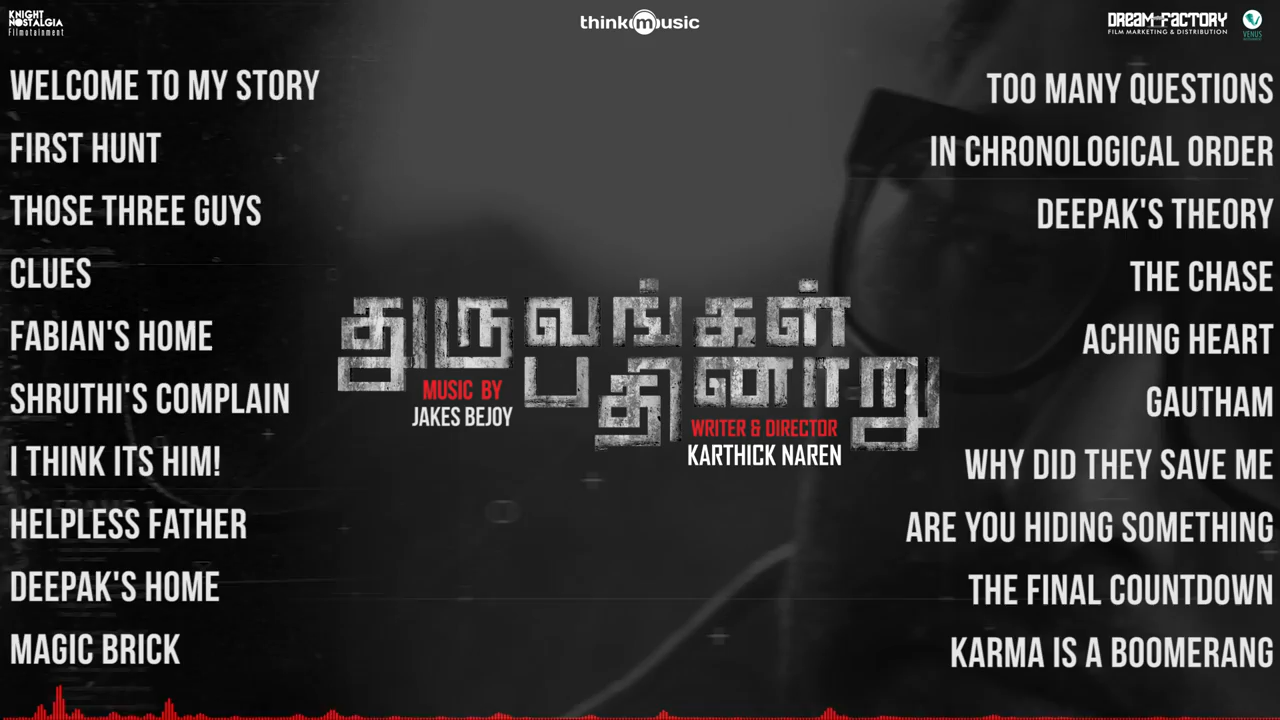 KNIGHT
NOSTALGIA
Filmotainment
think music
DREAM FACTORY
FILM MARKETING & DISTRIBUTION
VENUS
WELCOME TO MY STORY
FIRST HUNT
THOSE THREE GUYS
CLUES
FABIAN'S HOME
SHRUTHI'S COMPLAIN
I THINK ITS HIM!
HELPLESS FATHER
DEEPAK'S HOME
MAGIC BRICK
துருவங்கள்
பதினாறு
MUSIC BY
JAKES BEJOY
WRITER & DIRECTOR
KARTHICK NAREN
TOO MANY QUESTIONS
IN CHRONOLOGICAL ORDER
DEEPAK'S THEORY
THE CHASE
ACHING HEART
GAUTHAM
WHY DID THEY SAVE ME
ARE YOU HIDING SOMETHING
THE FINAL COUNTDOWN
KARMA IS A BOOMERANG